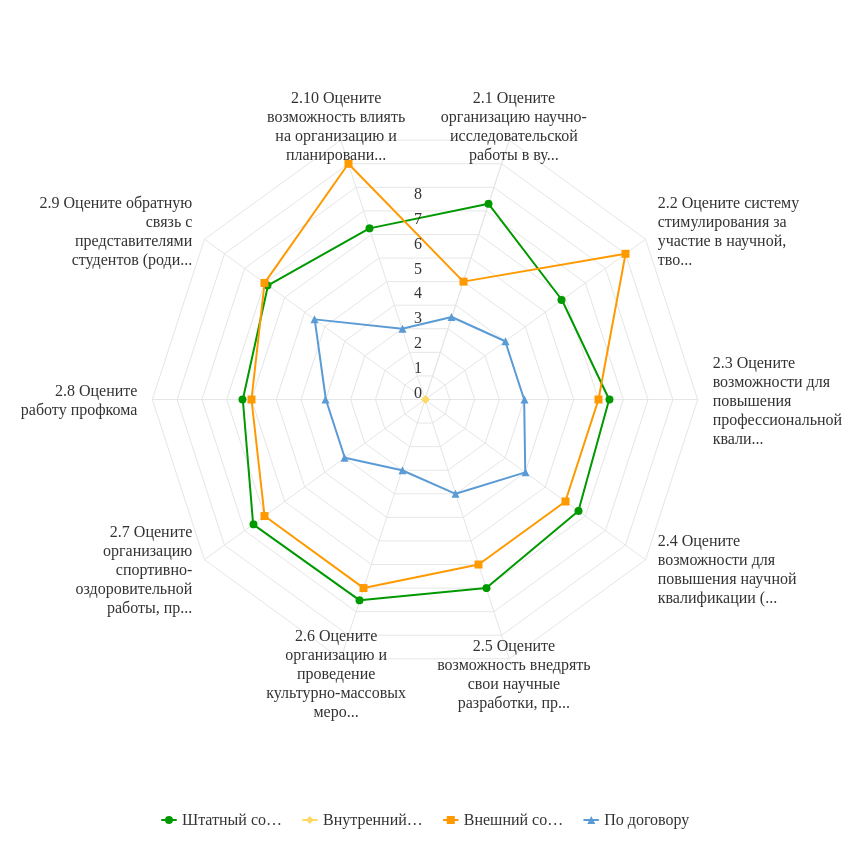 2.10 Оцените
возможность влиять
на организацию и
планировани...
2.1 Оцените
организацию научно-
исследовательской
работы в ву...
2.9 Оцените обратную
связь с
представителями
студентов (роди...
2.2 Оцените систему
стимулирования за
участие в научной,
тво...
8
7
6
5
4
3
2
1
0
2.8 Оцените
работу профкома
2.3 Оцените
возможности для
повышения
профессиональной
квали...
2.7 Оцените
организацию
спортивно-
оздоровительной
работы, пр...
2.4 Оцените
возможности для
повышения научной
квалификации (...
2.6 Оцените
организацию и
проведение
культурно-массовых
меро...
2.5 Оцените
возможность внедрять
свои научные
разработки, пр...
Штатный со… Внутренний… Внешний со… По договору